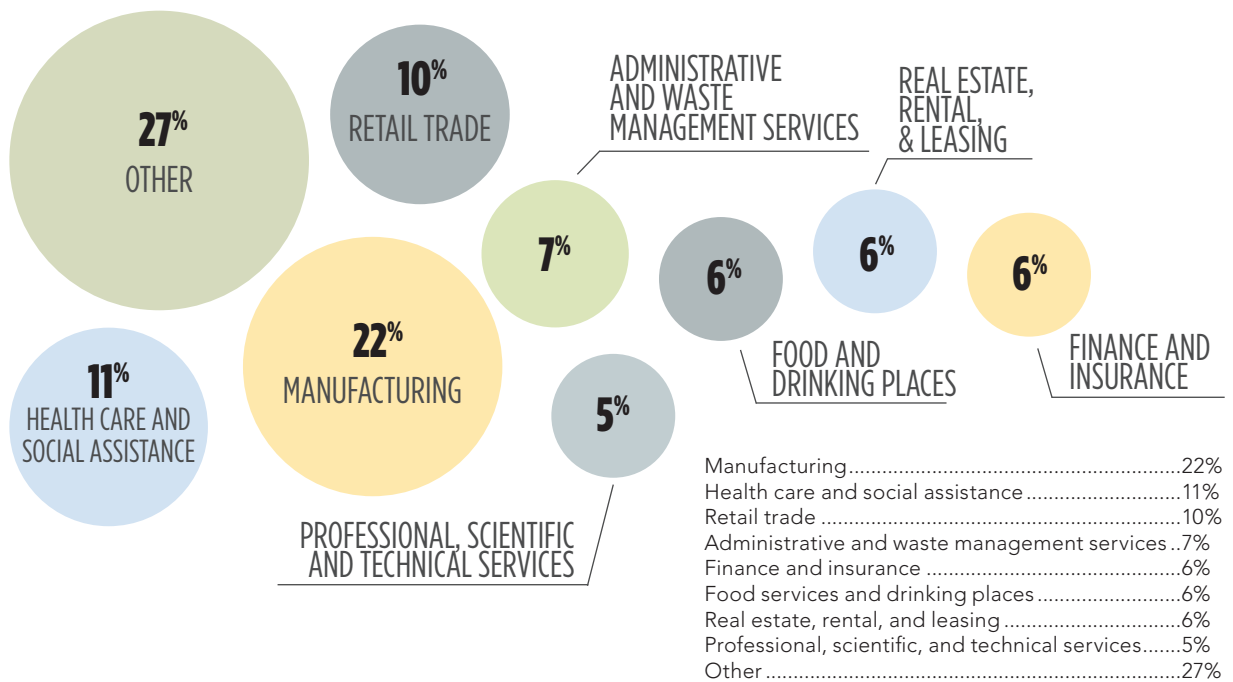 27%
OTHER
10%
RETAIL TRADE
ADMINISTRATIVE
AND WASTE
MANAGEMENT SERVICES
REAL ESTATE,
RENTAL,
& LEASING
7%
6%
6%
6%
11%
HEALTH CARE AND
SOCIAL ASSISTANCE
22%
MANUFACTURING
FOOD AND
DRINKING PLACES
FINANCE AND
INSURANCE
5%
PROFESSIONAL, SCIENTIFIC
AND TECHNICAL SERVICES
Manufacturing..........................................................22%
Health care and social assistance...........................11%
Retail trade...............................................................10%
Administrative and waste management services..7%
Finance and insurance............................................6%
Food services and drinking places.........................6%
Real estate, rental, and leasing...............................6%
Professional, scientific, and technical services.......5%
Other........................................................................27%